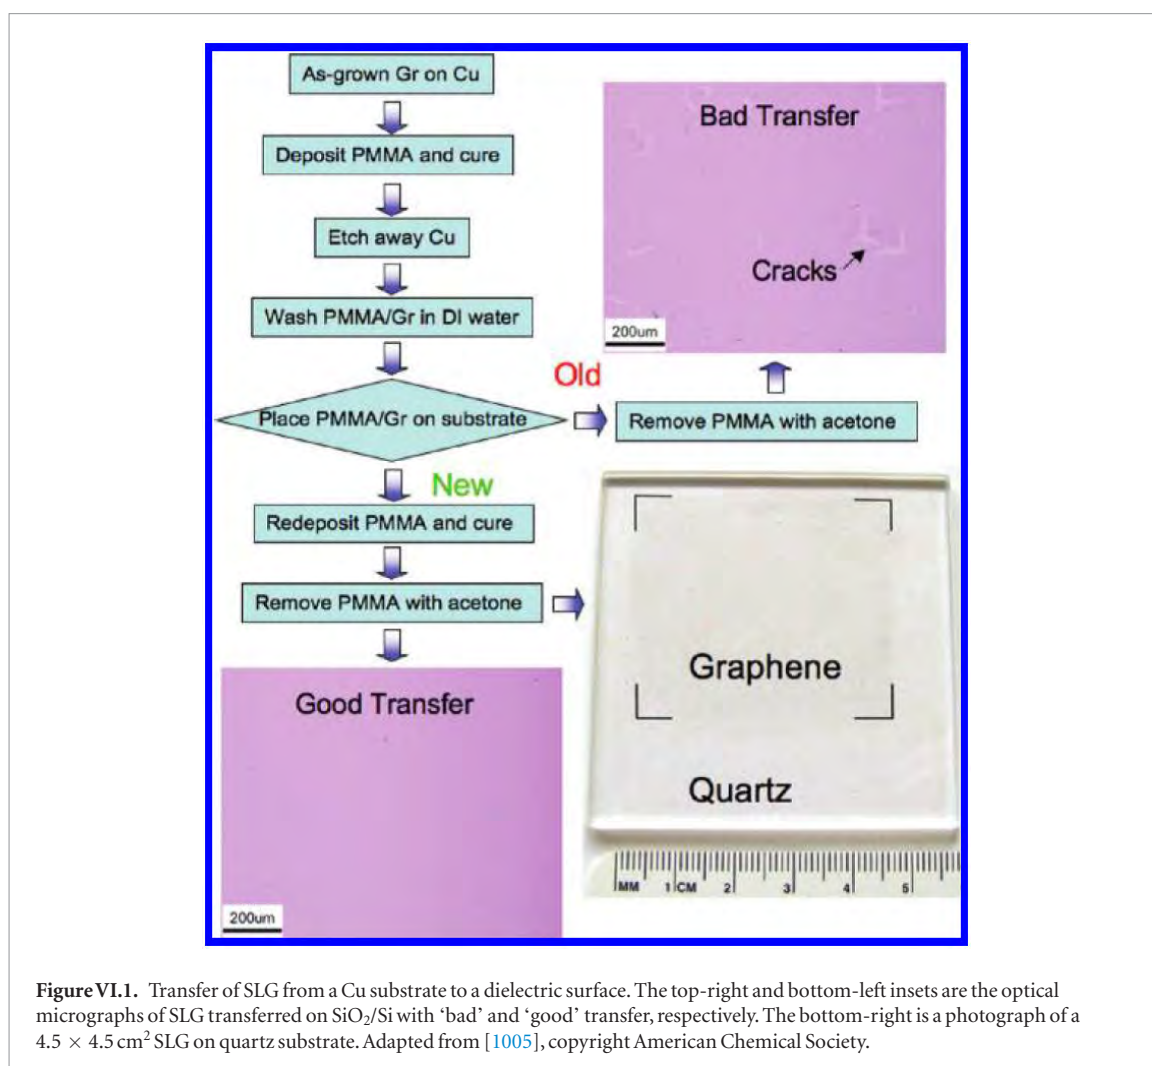 As-grown Gr on Cu
Deposit PMMA and cure
Etch away Cu
Wash PMMA/Gr in DI water
Place PMMA/Gr on substrate
Old
Remove PMMA with acetone
Bad Transfer
Cracks
200um
New
Redeposit PMMA and cure
Remove PMMA with acetone
Good Transfer
200um
Graphene
Quartz
MM 1 CM 2 3 4 5
Figure VI.1. Transfer of SLG from a Cu substrate to a dielectric surface. The top-right and bottom-left insets are the optical
micrographs of SLG transferred on SiO₂/Si with ‘bad’ and ‘good’ transfer, respectively. The bottom-right is a photograph of a
4.5 × 4.5 cm² SLG on quartz substrate. Adapted from [1005], copyright American Chemical Society.